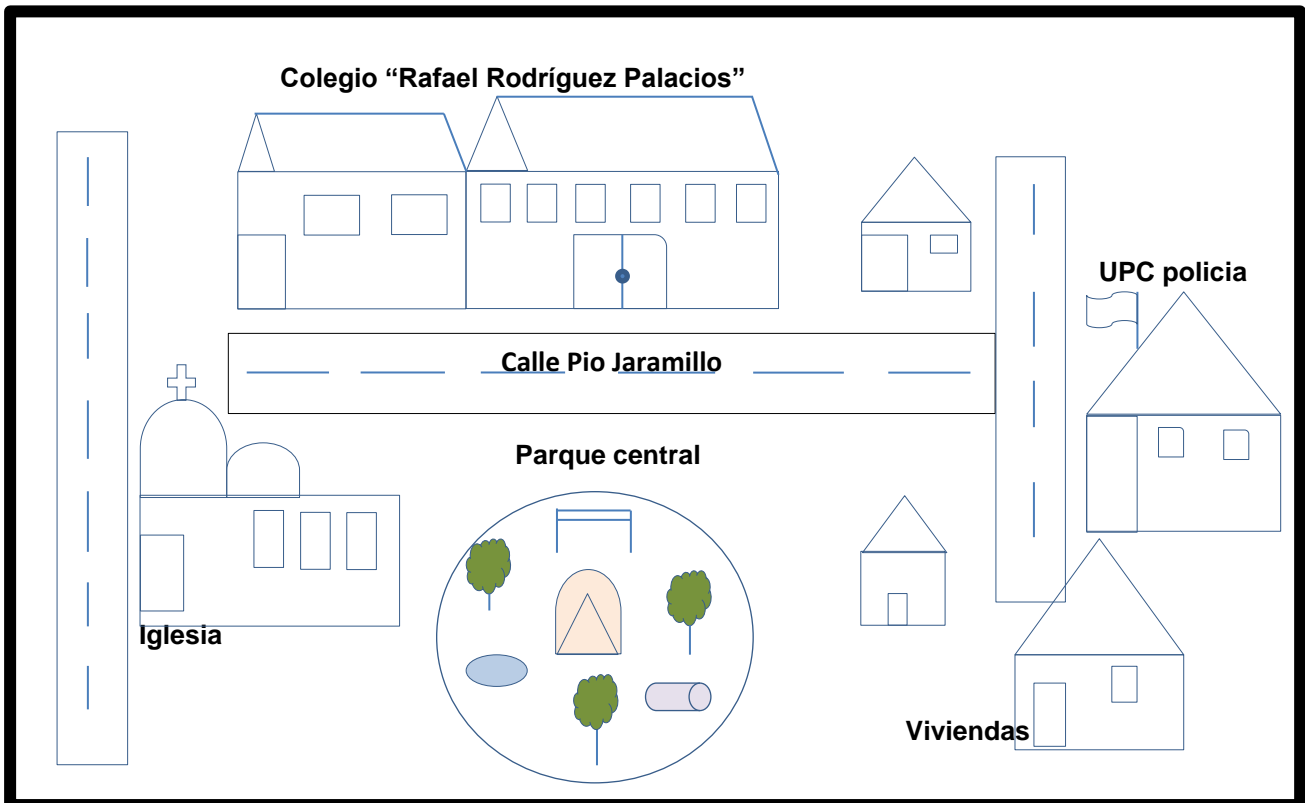 Colegio “Rafael Rodríguez Palacios”
UPC policia
Calle Pio Jaramillo
Parque central
Iglesia
Viviendas